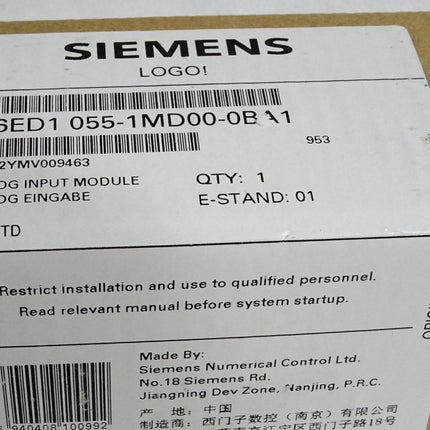 SIEMENS
LOGO!
6ED1 055-1MD00-0BA1
953
2YMV009463
OG INPUT MODULE
QTY: 1
OG EINGABE
E-STAND: 01
TD
Restrict installation and use to qualified personnel.
Read relevant manual before system startup.
Made By:
Siemens Numerical Control Ltd.
No.18 Siemens Rd.
Jiangning Dev Zone, Nanjing, P.R.C.
产 地: 中国
制造商: 西门子数控（南京）有限公司
6940408100992